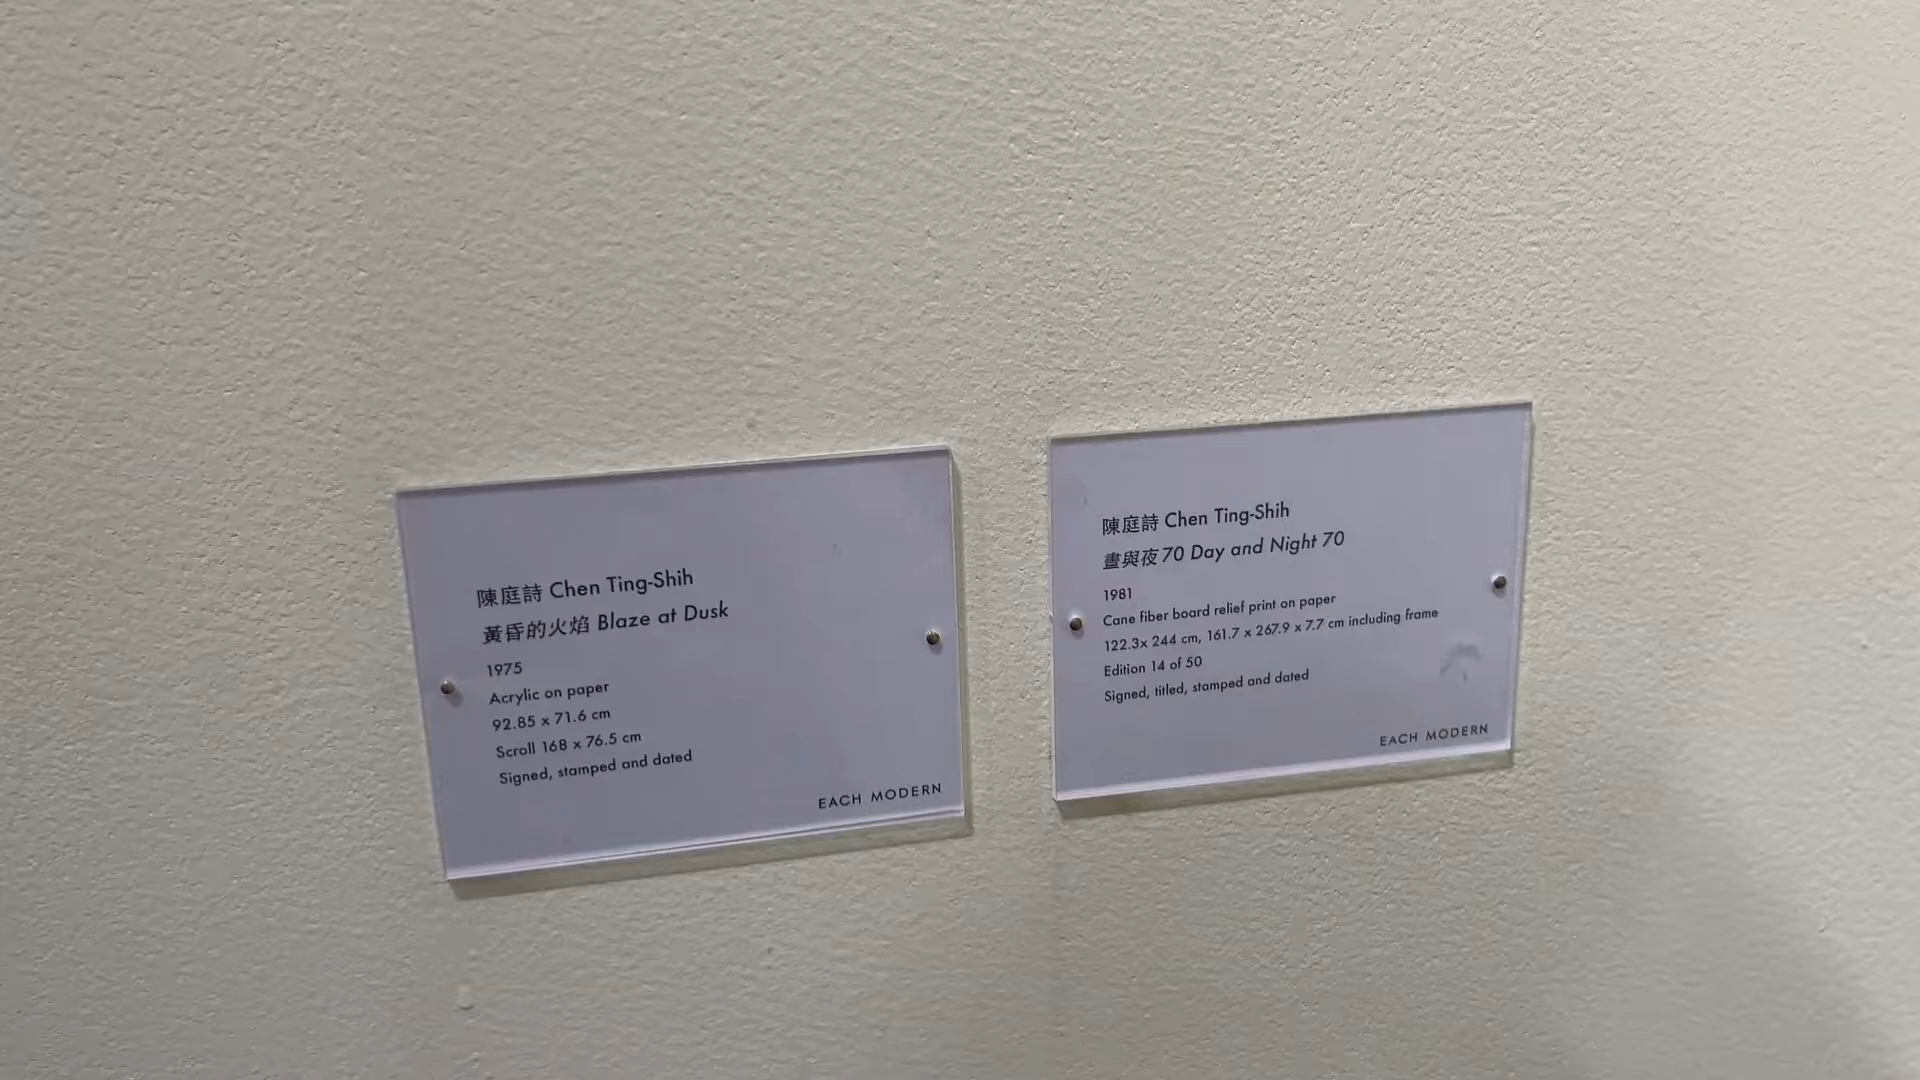 陳庭詩 Chen Ting-Shih
黃昏的火焰 Blaze at Dusk
1975
Acrylic on paper
92.85 x 71.6 cm
Scroll 168 x 76.5 cm
Signed, stamped and dated
EACH MODERN
陳庭詩 Chen Ting-Shih
晝與夜 70 Day and Night 70
1981
Cane fiber board relief print on paper
122.3x 244 cm, 161.7 x 267.9 x 7.7 cm including frame
Edition 14 of 50
Signed, titled, stamped and dated
EACH MODERN